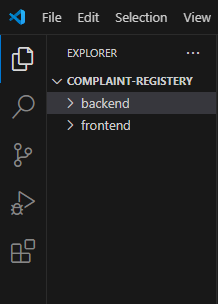 File Edit Selection View
EXPLORER ...
COMPLAINT-REGISTERY
backend
frontend